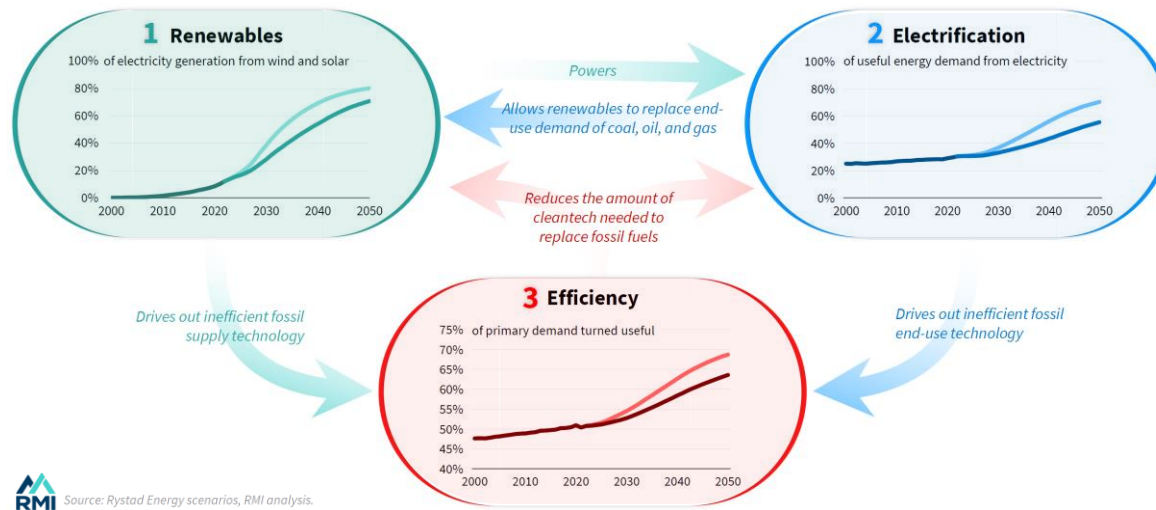 1 Renewables
100% of electricity generation from wind and solar
80%
60%
40%
20%
0%
2000 2010 2020 2030 2040 2050
Powers
Allows renewables to replace end-
use demand of coal, oil, and gas
Reduces the amount of
cleantech needed to
replace fossil fuels
2 Electrification
100% of useful energy demand from electricity
80%
60%
40%
20%
0%
2000 2010 2020 2030 2040 2050
Drives out inefficient fossil
supply technology
3 Efficiency
75% of primary demand turned useful
70%
65%
60%
55%
50%
45%
40%
2000 2010 2020 2030 2040 2050
Drives out inefficient fossil
end-use technology
RMI
Source: Rystad Energy scenarios, RMI analysis.